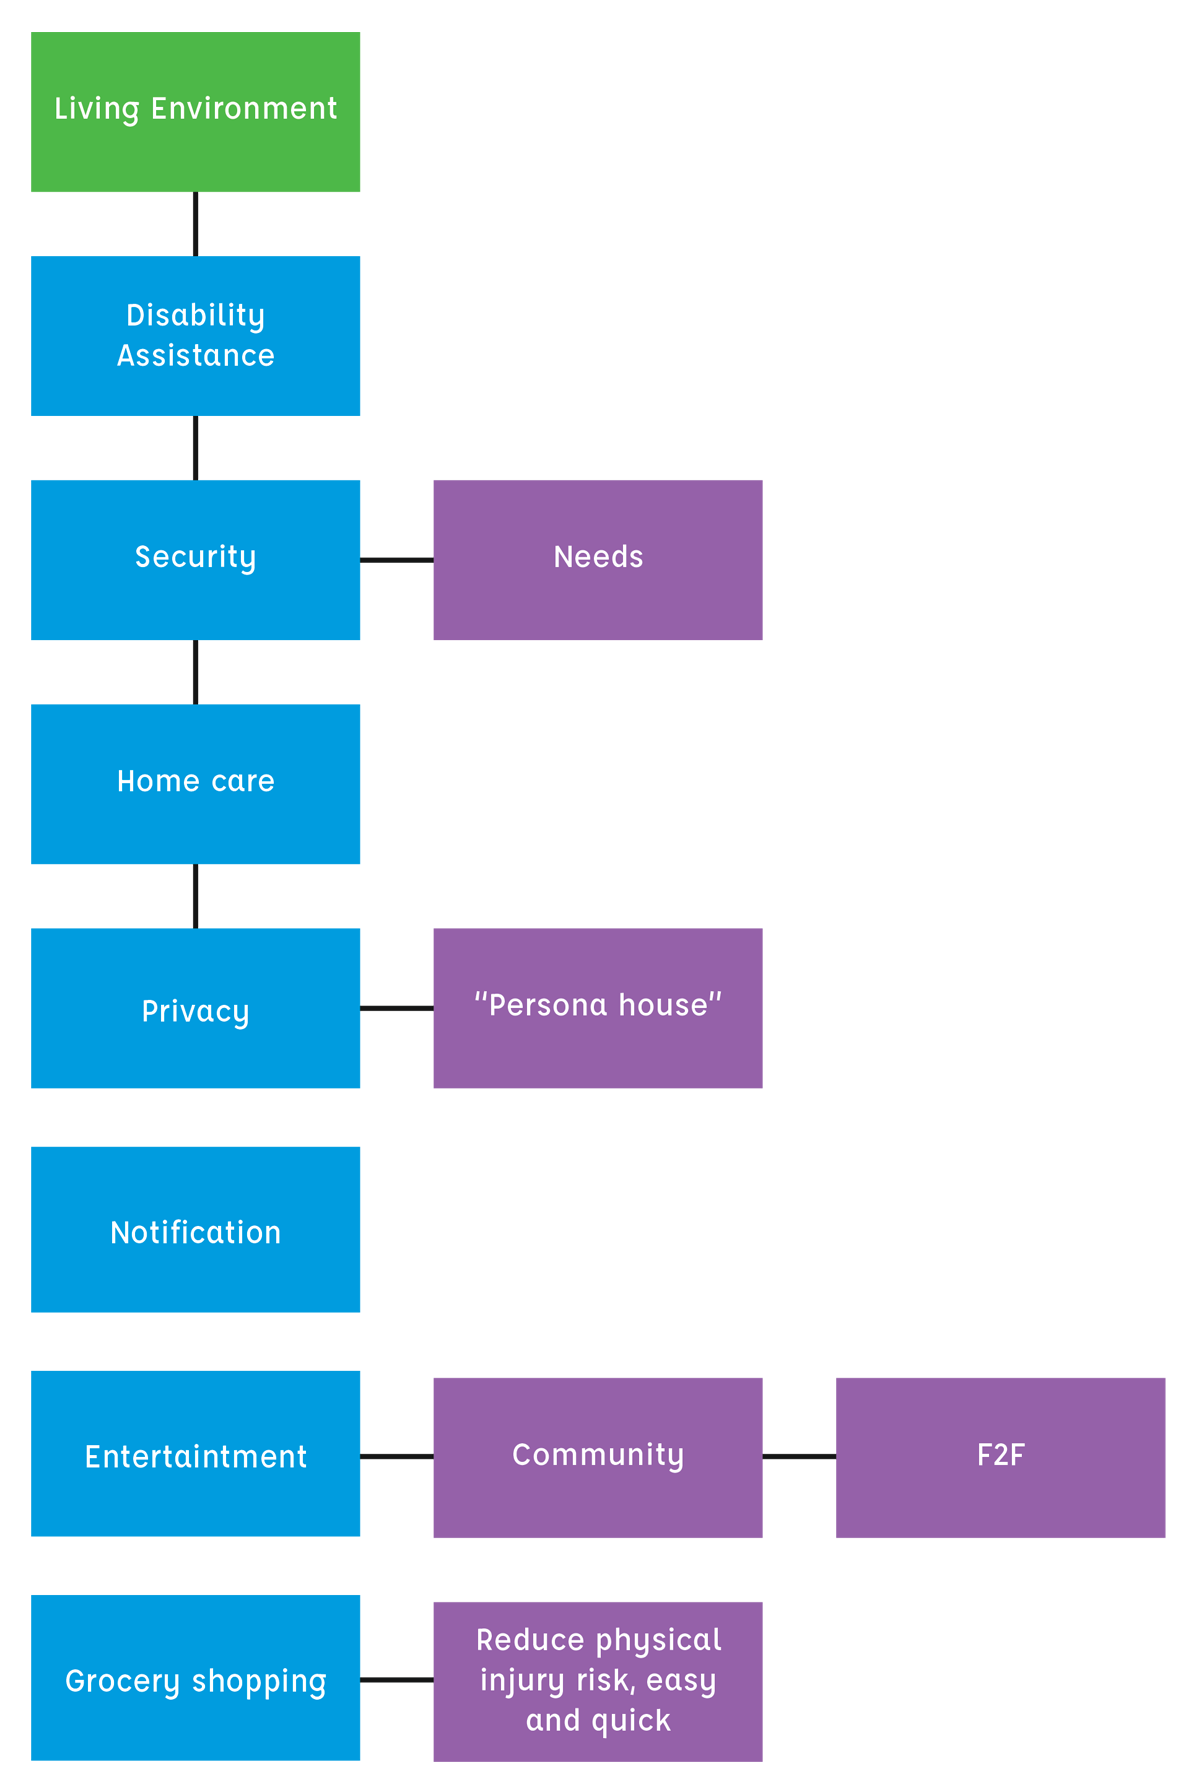 Living Environment
Disability
Assistance
Security
Needs
Home care
Privacy
“Persona house”
Notification
Entertaintment
Community
F2F
Grocery shopping
Reduce physical
injury risk, easy
and quick